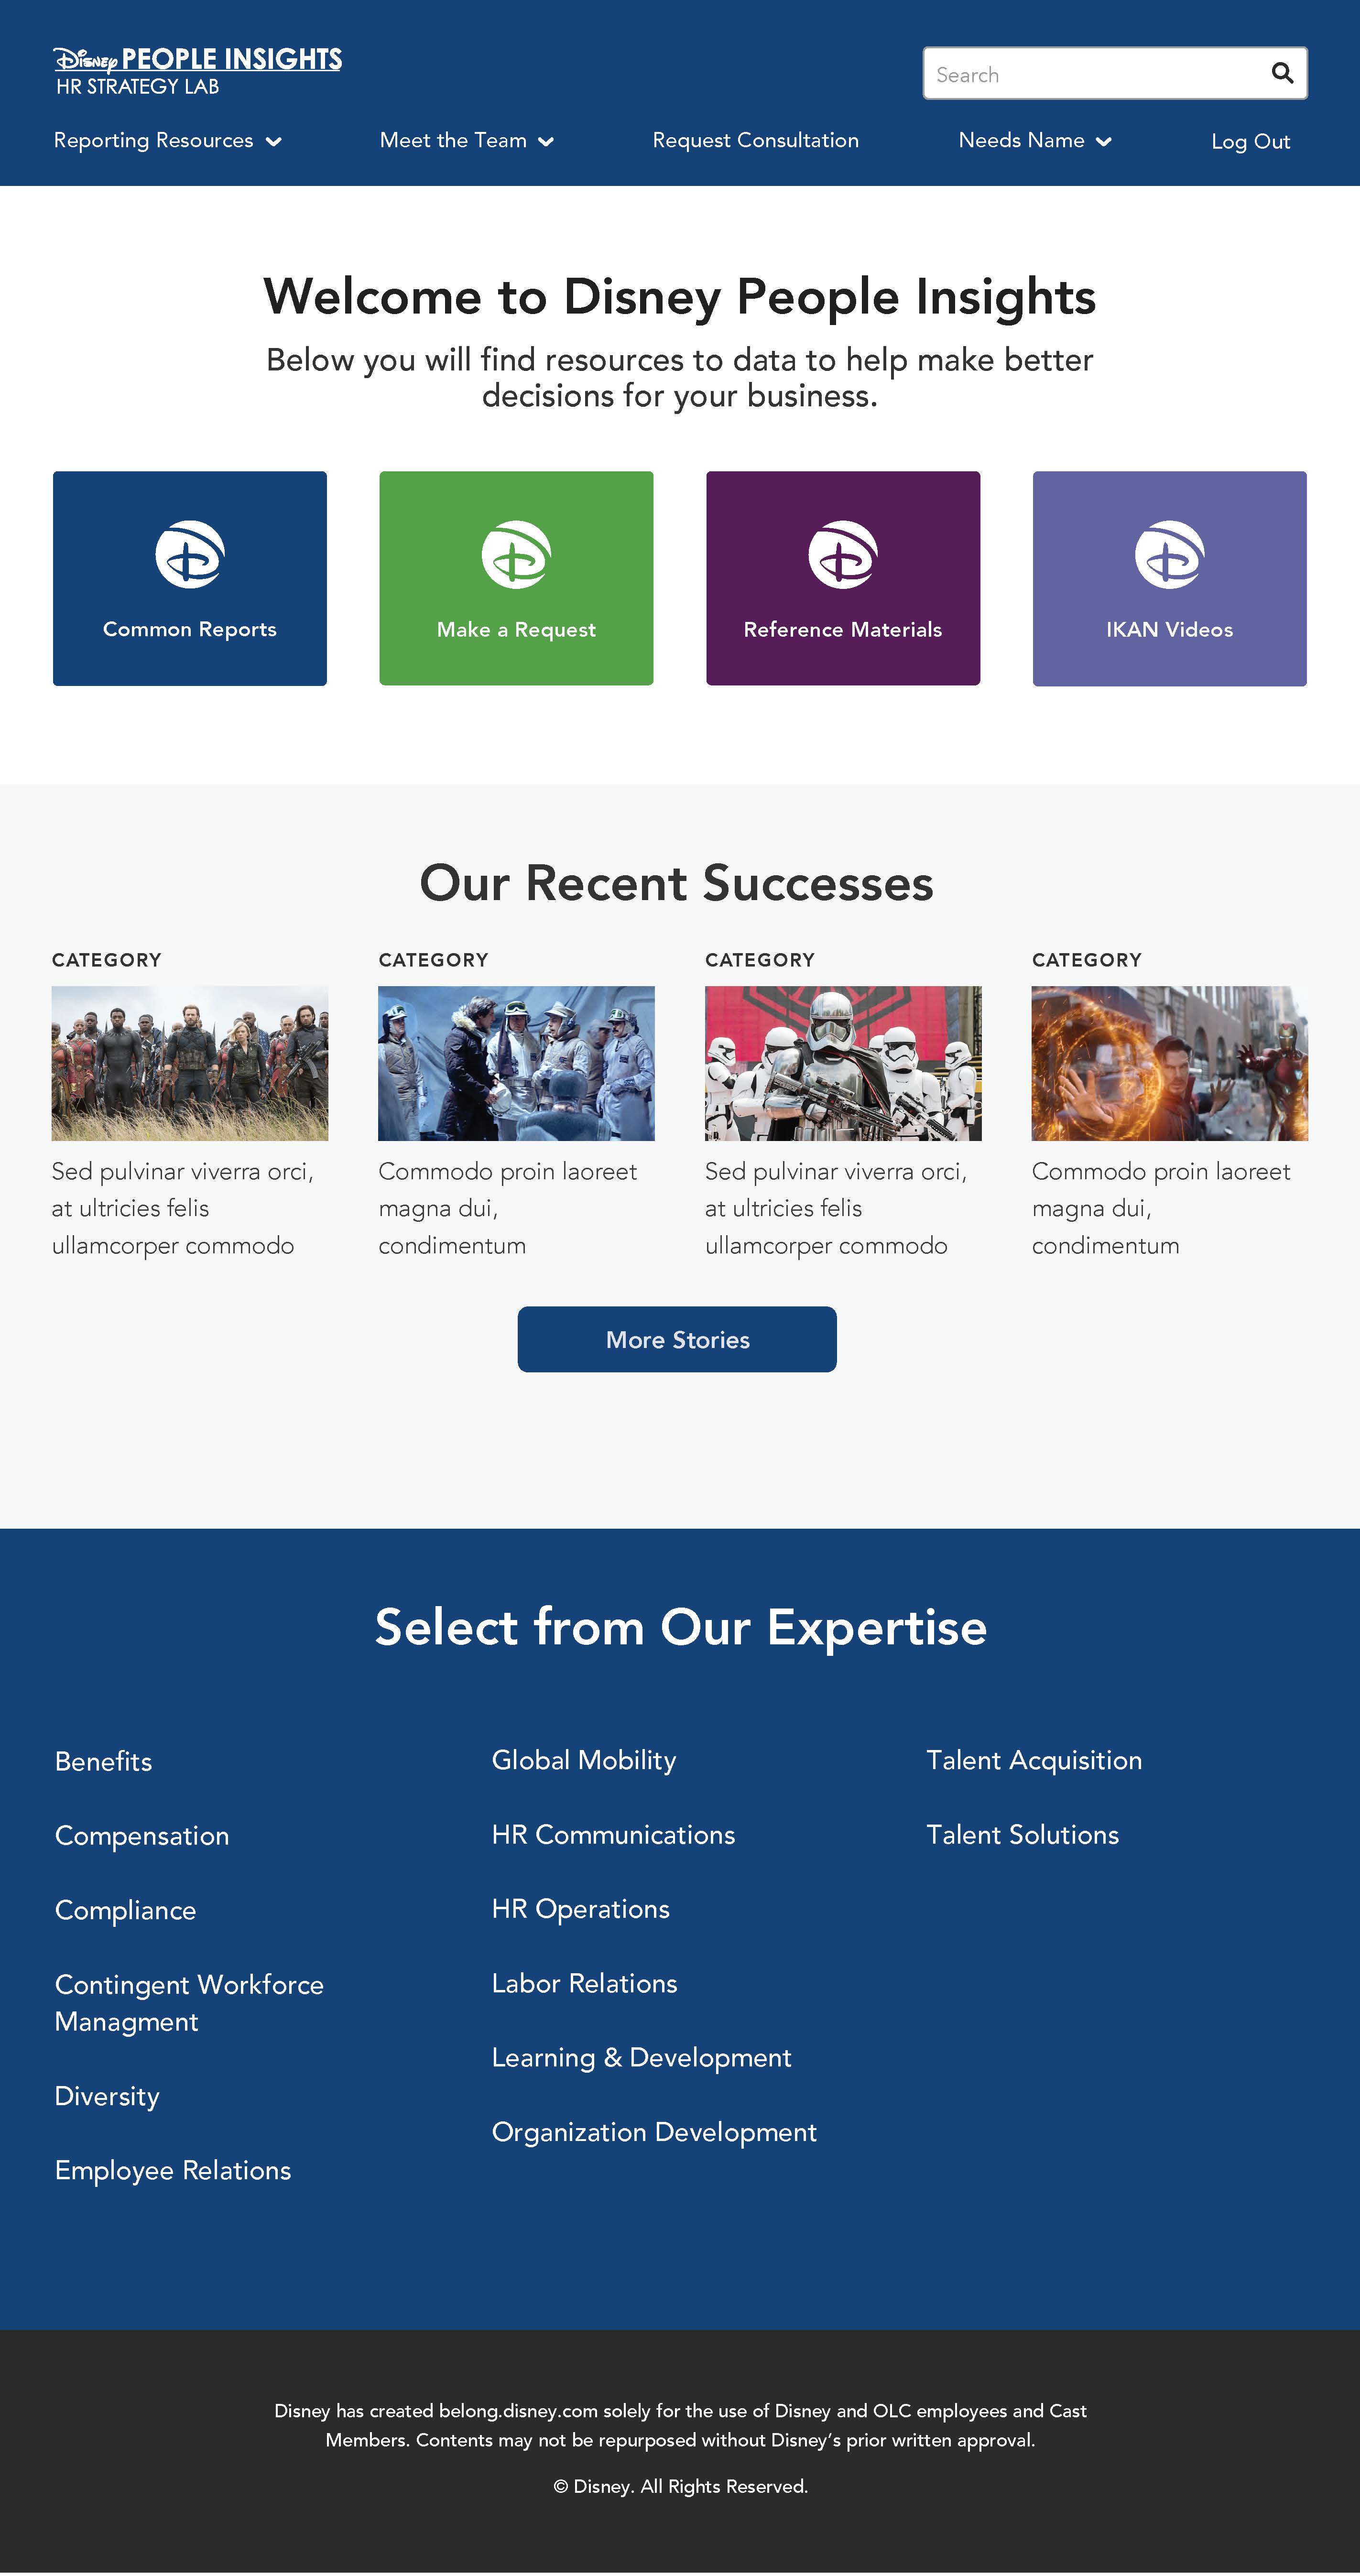 Disney PEOPLE INSIGHTS
HR STRATEGY LAB
Search
Reporting Resources
Meet the Team
Request Consultation
Needs Name
Log Out
Welcome to Disney People Insights
Below you will find resources to data to help make better
decisions for your business.
Common Reports
Make a Request
Reference Materials
IKAN Videos
Our Recent Successes
CATEGORY
Sed pulvinar viverra orci,
at ultricies felis
ullamcorper commodo
CATEGORY
Commodo proin laoreet
magna dui,
condimentum
CATEGORY
Sed pulvinar viverra orci,
at ultricies felis
ullamcorper commodo
CATEGORY
Commodo proin laoreet
magna dui,
condimentum
More Stories
Select from Our Expertise
Benefits
Compensation
Compliance
Contingent Workforce
Managment
Diversity
Employee Relations
Global Mobility
HR Communications
HR Operations
Labor Relations
Learning & Development
Organization Development
Talent Acquisition
Talent Solutions
Disney has created belong.disney.com solely for the use of Disney and OLC employees and Cast
Members. Contents may not be repurposed without Disney’s prior written approval.
© Disney. All Rights Reserved.